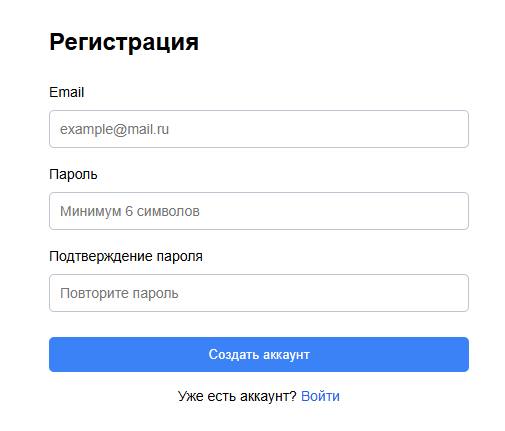 Регистрация
Email
example@mail.ru
Пароль
Минимум 6 символов
Подтверждение пароля
Повторите пароль
Создать аккаунт
Уже есть аккаунт? Войти